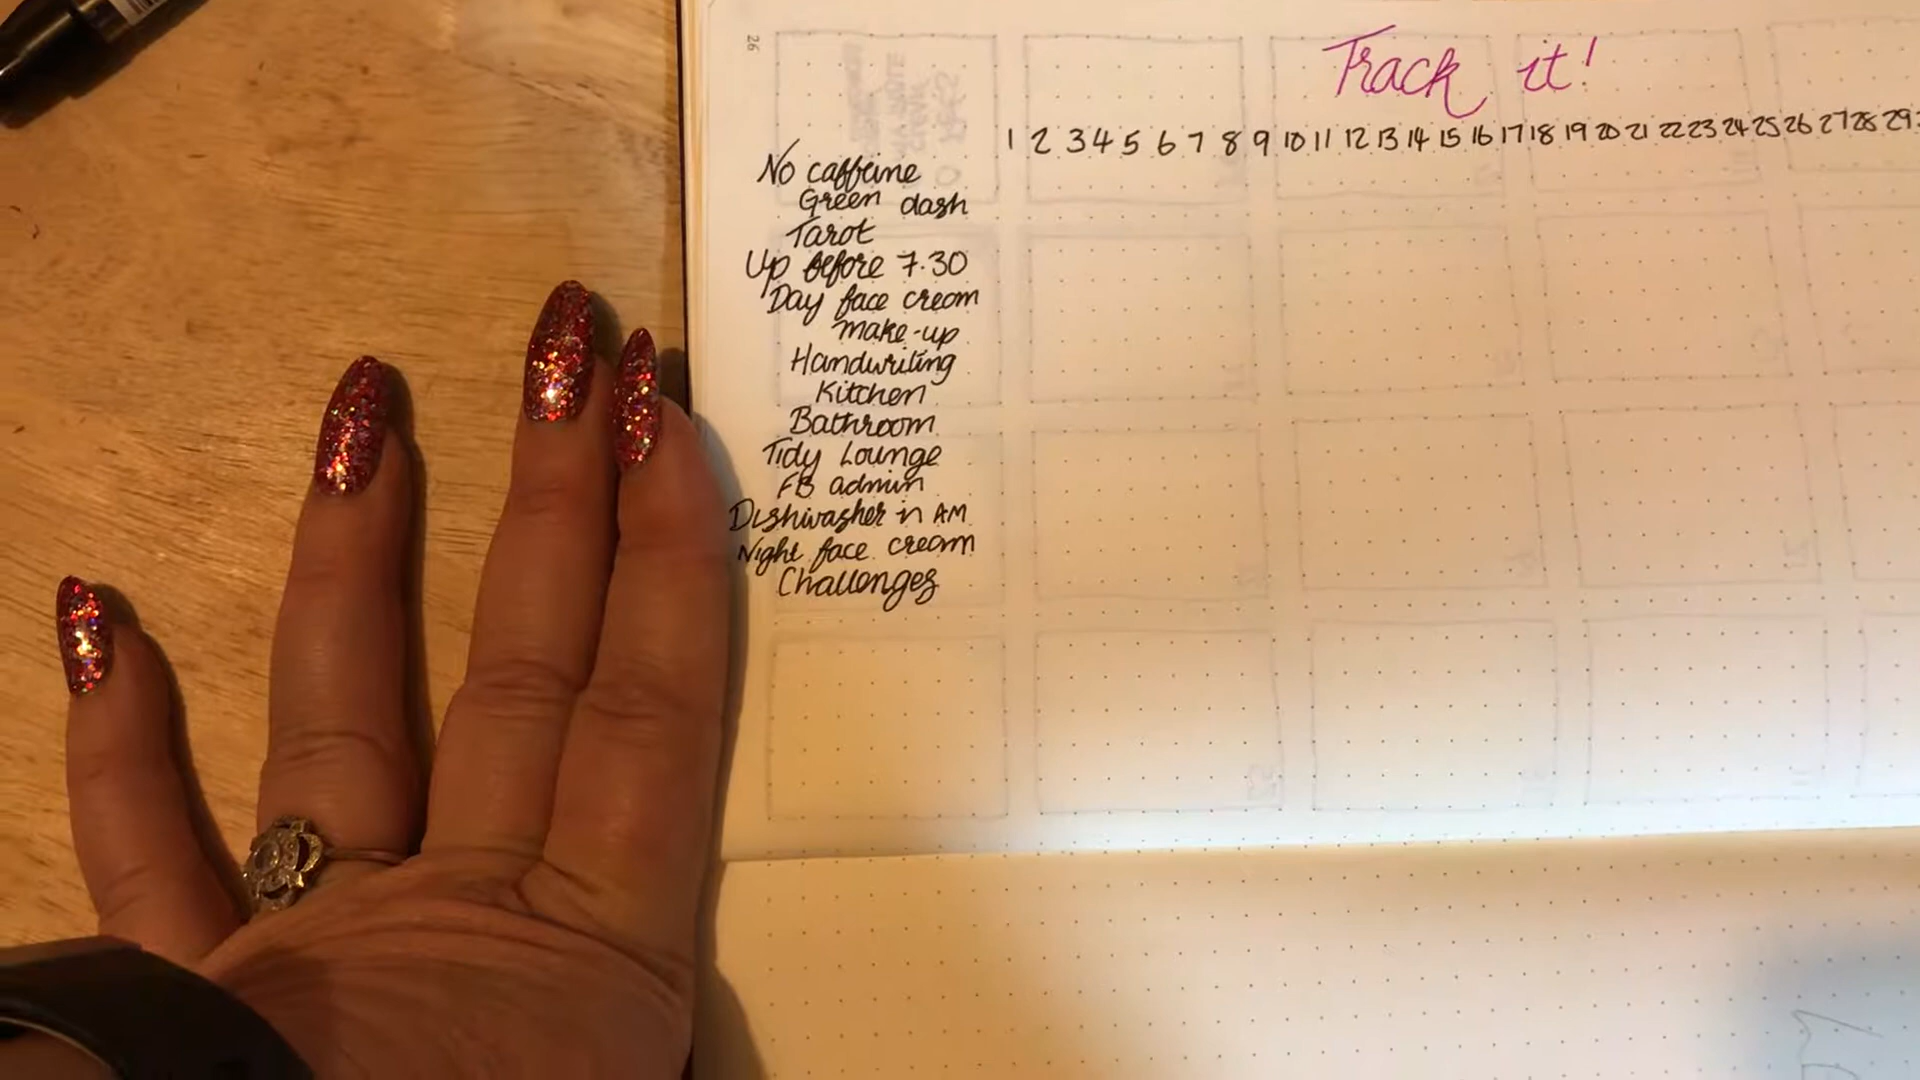 26
Track it!
1 2 3 4 5 6 7 8 9 10 11 12 13 14 15 16 17 18 19 20 21 22 23 24 25 26 27 28 29
No caffeine
Green dash
Tarot
Up before 7.30
Day face cream
Make-up
Handwriting
Kitchen
Bathroom
Tidy Lounge
FB admin
Dishwasher in AM
Night face cream
Challenges